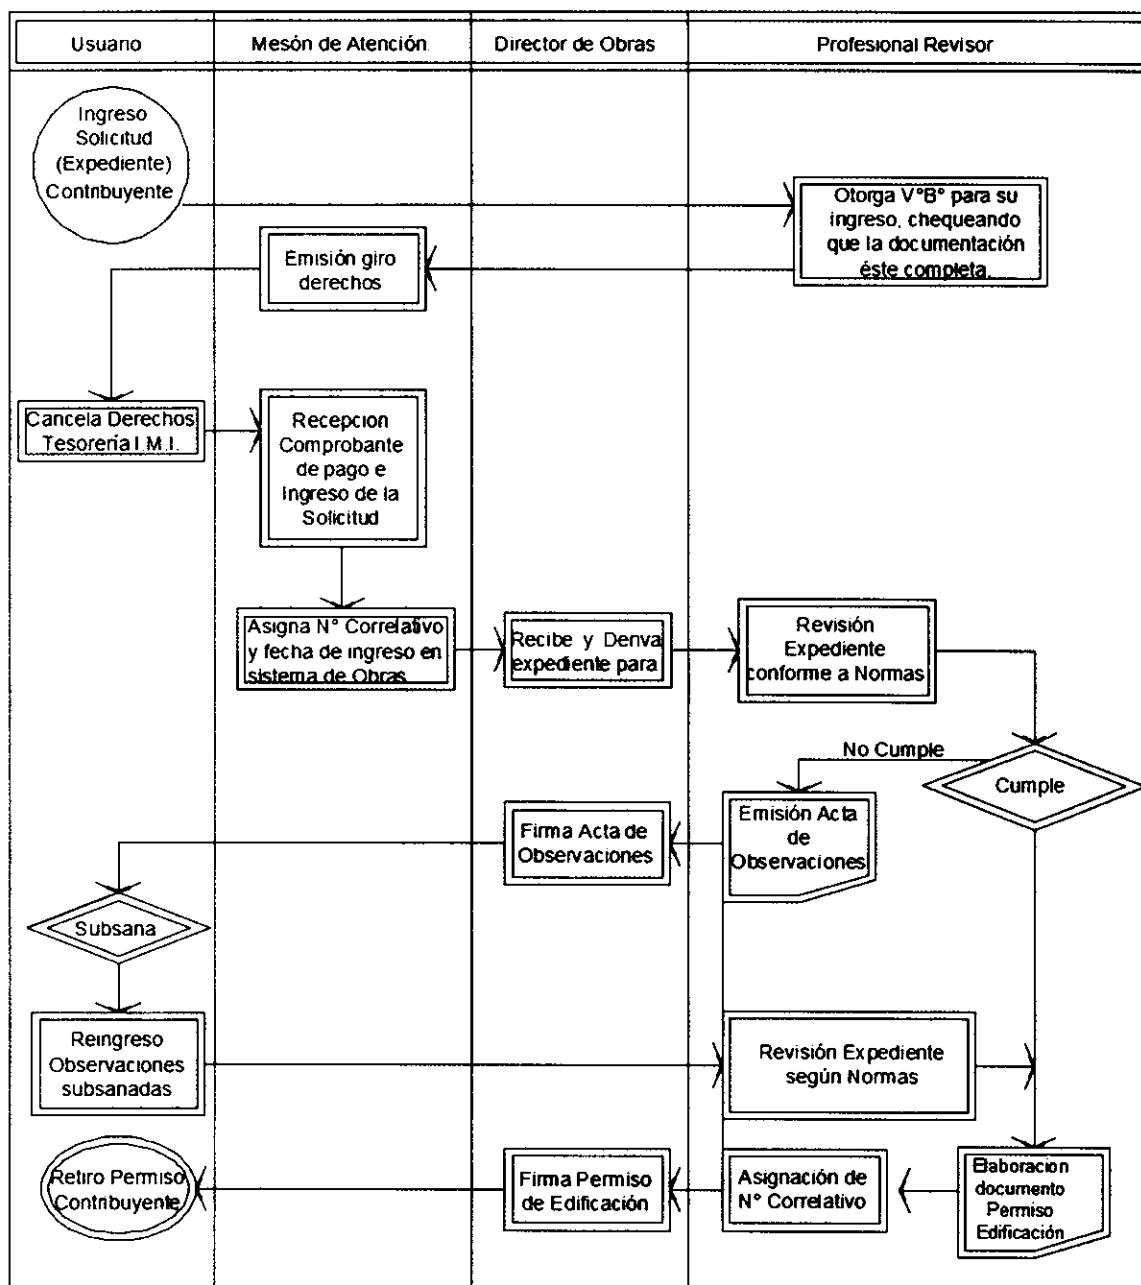 Usuario
Mesón de Atención.
Director de Obras
Profesional Revisor
Ingreso
Solicitud
(Expediente)
Contribuyente
Otorga V°B° para su
ingreso, chequeando
que la documentación
éste completa.
Emisión giro
derechos
Cancela Derechos
Tesorería I.M.I.
Recepcion
Comprobante
de pago e
Ingreso de la
Solicitud
Asigna N° Correlativo
y fecha de ingreso en
sistema de Obras
Recibe y Deriva
expediente para
Revisión
Expediente
conforme a Normas
No Cumple
Cumple
Emisión Acta
de
Observaciones
Firma Acta de
Observaciones
Subsana
Reingreso
Observaciones
subsanadas
Revisión Expediente
según Normas
Elaboracion
documento
Permiso
Edificación
Asignación de
N° Correlativo
Firma Permiso
de Edificación
Retiro Permiso
Contribuyente